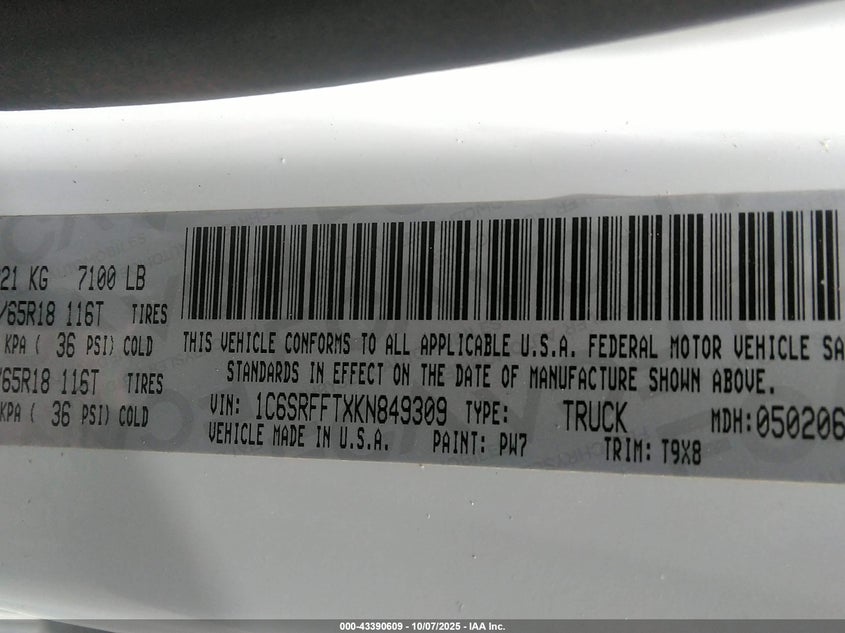 21 KG 7100 LB
/65R18 116T TIRES
KPA ( 36 PSI) COLD
/65R18 116T TIRES
KPA ( 36 PSI) COLD
THIS VEHICLE CONFORMS TO ALL APPLICABLE U.S.A. FEDERAL MOTOR VEHICLE SA
STANDARDS IN EFFECT ON THE DATE OF MANUFACTURE SHOWN ABOVE.
VIN: 1C6SRFFTXKN849309 TYPE: TRUCK MDH:050206
VEHICLE MADE IN U.S.A. PAINT: PW7 TRIM: T9X8
000-43390609 - 10/07/2025 - IAA Inc.